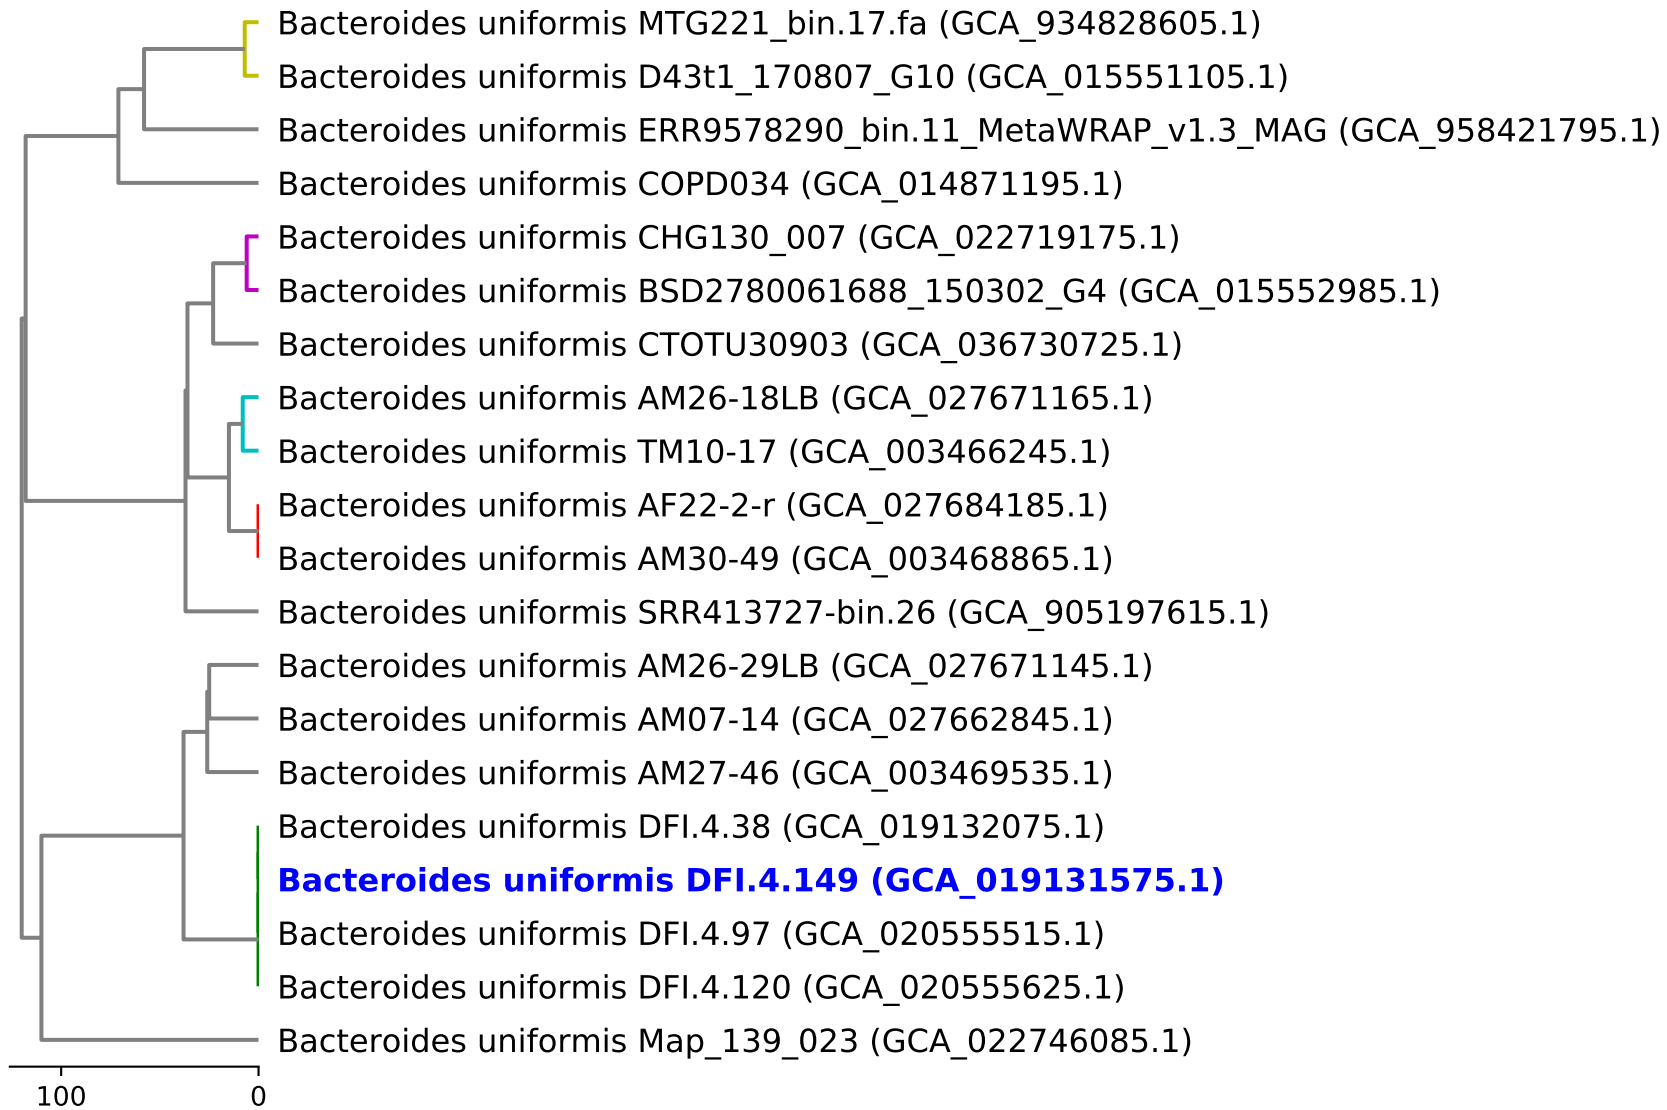 Bacteroides uniformis MTG221_bin.17.fa (GCA_934828605.1)
Bacteroides uniformis D43t1_170807_G10 (GCA_015551105.1)
Bacteroides uniformis ERR9578290_bin.11_MetaWRAP_v1.3_MAG (GCA_958421795.1)
Bacteroides uniformis COPD034 (GCA_014871195.1)
Bacteroides uniformis CHG130_007 (GCA_022719175.1)
Bacteroides uniformis BSD2780061688_150302_G4 (GCA_015552985.1)
Bacteroides uniformis CTOTU30903 (GCA_036730725.1)
Bacteroides uniformis AM26-18LB (GCA_027671165.1)
Bacteroides uniformis TM10-17 (GCA_003466245.1)
Bacteroides uniformis AF22-2-r (GCA_027684185.1)
Bacteroides uniformis AM30-49 (GCA_003468865.1)
Bacteroides uniformis SRR413727-bin.26 (GCA_905197615.1)
Bacteroides uniformis AM26-29LB (GCA_027671145.1)
Bacteroides uniformis AM07-14 (GCA_027662845.1)
Bacteroides uniformis AM27-46 (GCA_003469535.1)
Bacteroides uniformis DFI.4.38 (GCA_019132075.1)
Bacteroides uniformis DFI.4.149 (GCA_019131575.1)
Bacteroides uniformis DFI.4.97 (GCA_020555515.1)
Bacteroides uniformis DFI.4.120 (GCA_020555625.1)
Bacteroides uniformis Map_139_023 (GCA_022746085.1)
100 0